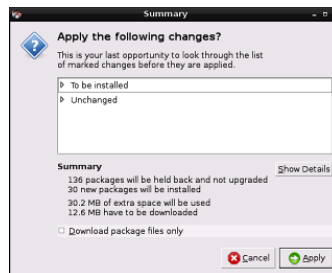 Summary
Apply the following changes?
This is your last opportunity to look through the list
of marked changes before they are applied.
To be installed
Unchanged
Summary
Show Details
136 packages will be held back and not upgraded
30 new packages will be installed
30.2 MB of extra space will be used
12.6 MB have to be downloaded
Download package files only
Cancel
Apply